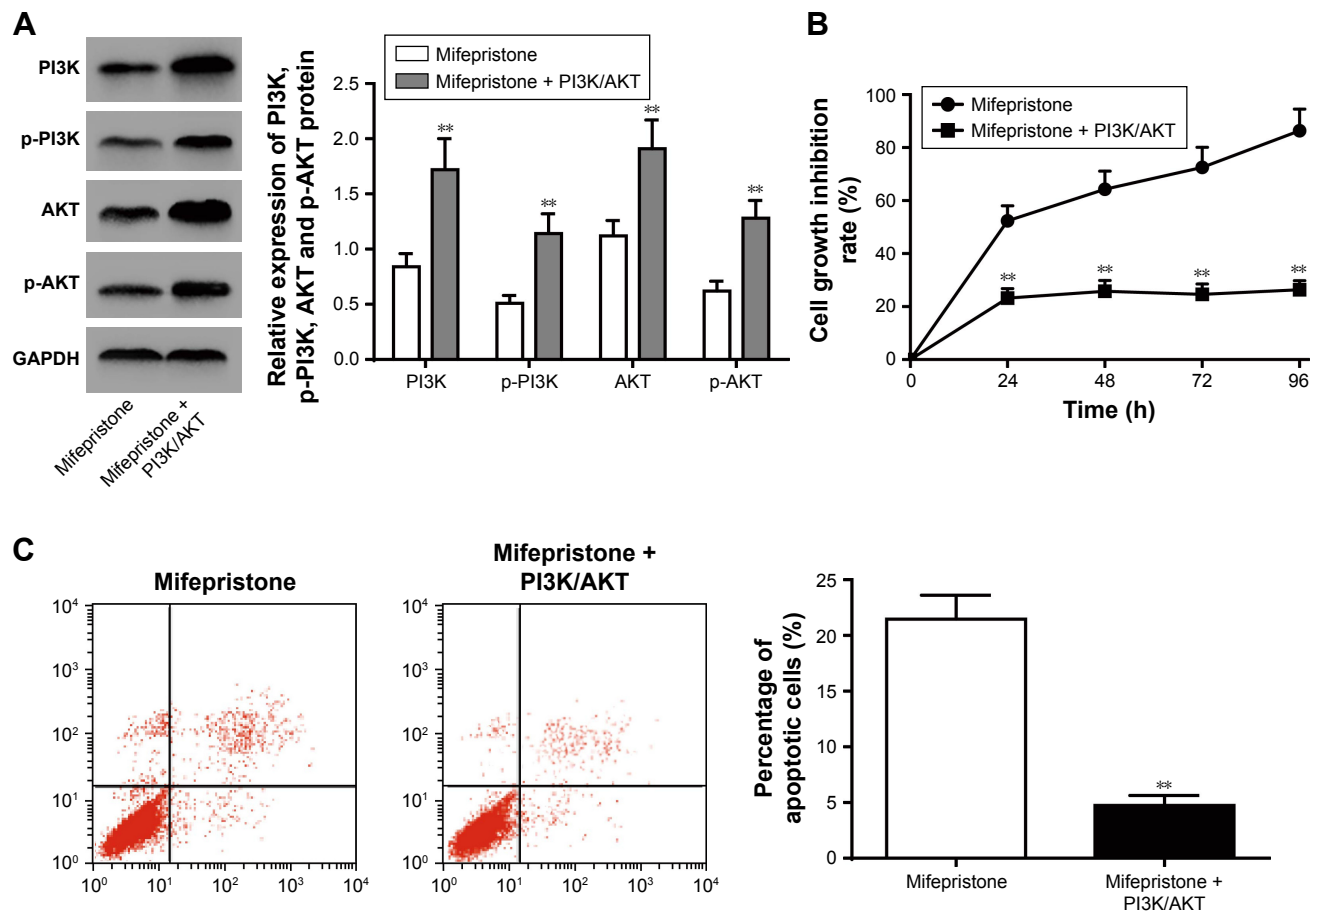 A
PI3K
p-PI3K
AKT
p-AKT
GAPDH
Mifepristone
Mifepristone +
PI3K/AKT
Relative expression of PI3K,
p-PI3K, AKT and p-AKT protein
Mifepristone
Mifepristone + PI3K/AKT
2.5
2.0
1.5
1.0
0.5
0.0
**
**
**
**
PI3K
p-PI3K
AKT
p-AKT
B
Cell growth inhibition
rate (%)
Mifepristone
Mifepristone + PI3K/AKT
100
80
60
40
20
0
**
**
**
**
0
24
48
72
96
Time (h)
C
Mifepristone
10⁴
10³
10²
10¹
10⁰
10⁰
10¹
10²
10³
10⁴
Mifepristone +
PI3K/AKT
10⁴
10³
10²
10¹
10⁰
10⁰
10¹
10²
10³
10⁴
Percentage of
apoptotic cells (%)
25
20
15
10
5
0
**
Mifepristone
Mifepristone +
PI3K/AKT